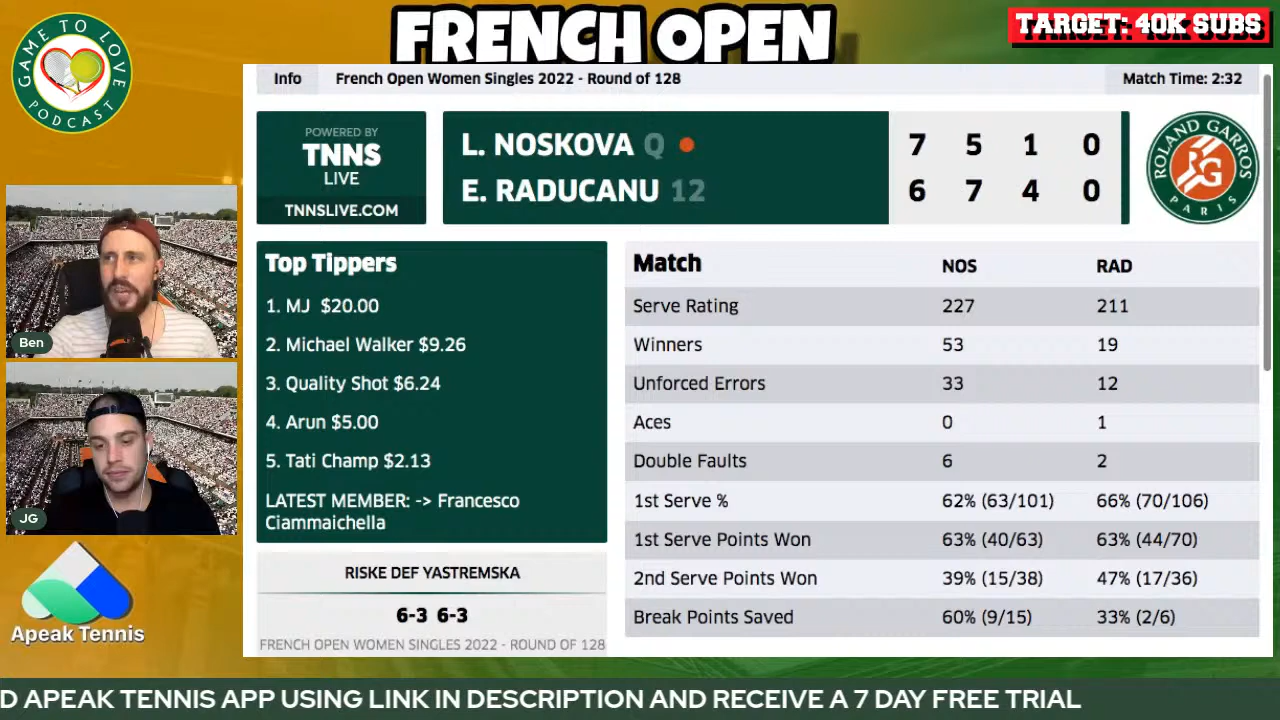 GAME TO LOVE
PODCAST
FRENCH OPEN
TARGET: 40K SUBS
Info French Open Women Singles 2022 - Round of 128 Match Time: 2:32
POWERED BY
TNNS
LIVE
TNNSLIVE.COM
L. NOSKOVA Q 7 5 1 0
E. RADUCANU 12 6 7 4 0
ROLAND GARROS
RG
PARIS
Ben
JG
Apeak Tennis
Top Tippers
1. MJ $20.00
2. Michael Walker $9.26
3. Quality Shot $6.24
4. Arun $5.00
5. Tati Champ $2.13
LATEST MEMBER: -> Francesco
Ciammaichella
RISKE DEF YASTREMSKA
6-3 6-3
FRENCH OPEN WOMEN SINGLES 2022 - ROUND OF 128
Match NOS RAD
Serve Rating 227 211
Winners 53 19
Unforced Errors 33 12
Aces 0 1
Double Faults 6 2
1st Serve % 62% (63/101) 66% (70/106)
1st Serve Points Won 63% (40/63) 63% (44/70)
2nd Serve Points Won 39% (15/38) 47% (17/36)
Break Points Saved 60% (9/15) 33% (2/6)
D APEAK TENNIS APP USING LINK IN DESCRIPTION AND RECEIVE A 7 DAY FREE TRIAL